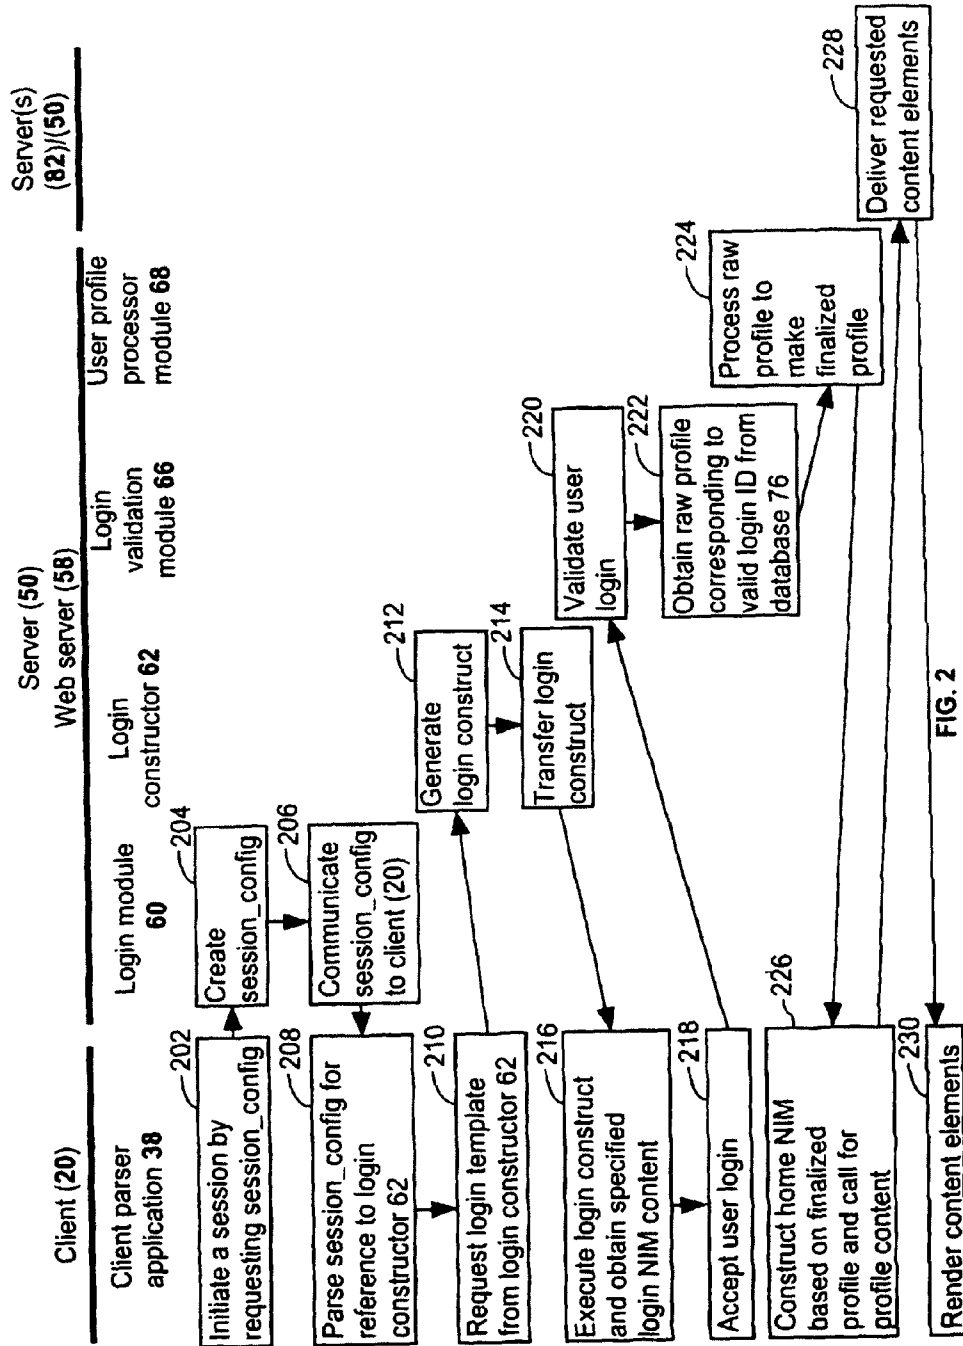 Client (20)
Server (50)
Web server (58)
Server(s)
(82)/(50)
Client parser
application 38
Login module
60
Login
constructor 62
Login
validation
module 66
User profile
processor
module 68
202
Initiate a session by
requesting session_config
204
Create
session_config
206
Communicate
session_config
to client (20)
208
Parse session_config for
reference to login
constructor 62
210
Request login template
from login constructor 62
212
Generate
login construct
214
Transfer login
construct
216
Execute login construct
and obtain specified
login NIM content
218
Accept user login
220
Validate user
login
222
Obtain raw profile
corresponding to
valid login ID from
database 76
224
Process raw
profile to
make
finalized
profile
226
Construct home NIM
based on finalized
profile and call for
profile content
228
Deliver requested
content elements
230
Render content elements
FIG. 2